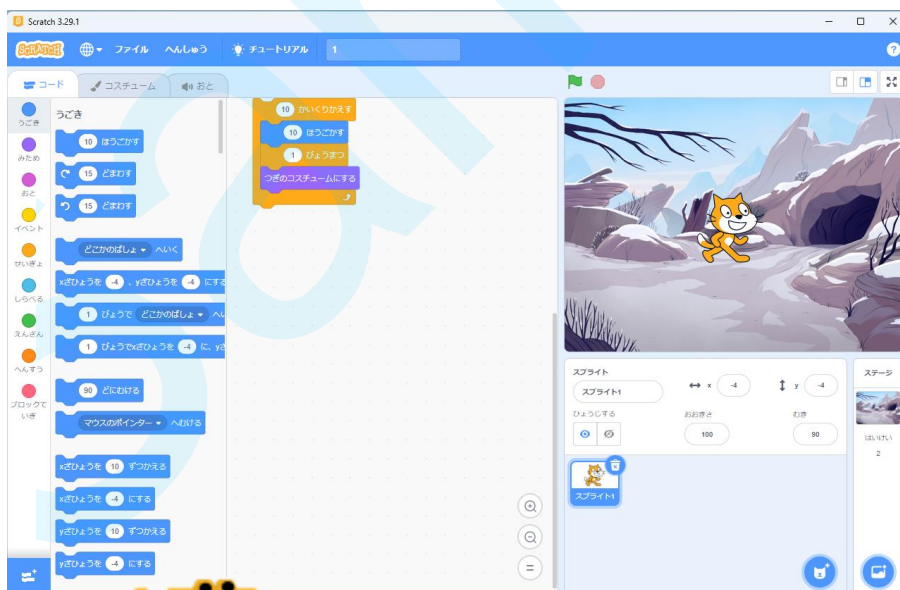 Scratch 3.29.1
SCRATCH ファイル へんしゅう チュートリアル 1
コード コスチューム おと
うごき
みため
おと
イベント
せいぎょ
しらべる
えんざん
へんすう
ブロックて
いぎ
うごき
10 ほうごかす
15 どまわす
15 どまわす
どこかのばしょ へいく
xざひょうを -4 、yざひょうを -4 にする
1 びょうで どこかのばしょ へ
1 びょうでxざひょうを -4 に、yざ
90 どにむける
マウスのポインター へむける
xざひょうを 10 ずつかえる
xざひょうを -4 にする
yざひょうを 10 ずつかえる
yざひょうを -4 にする
10 かいくりかえす
10 ほうごかす
1 びょうまつ
つぎのコスチュームにする
スプライト
スプライト1 x -4 y -4
ひょうじする おおきさ むき
100 90
スプライト1
ステージ
はいけい
2